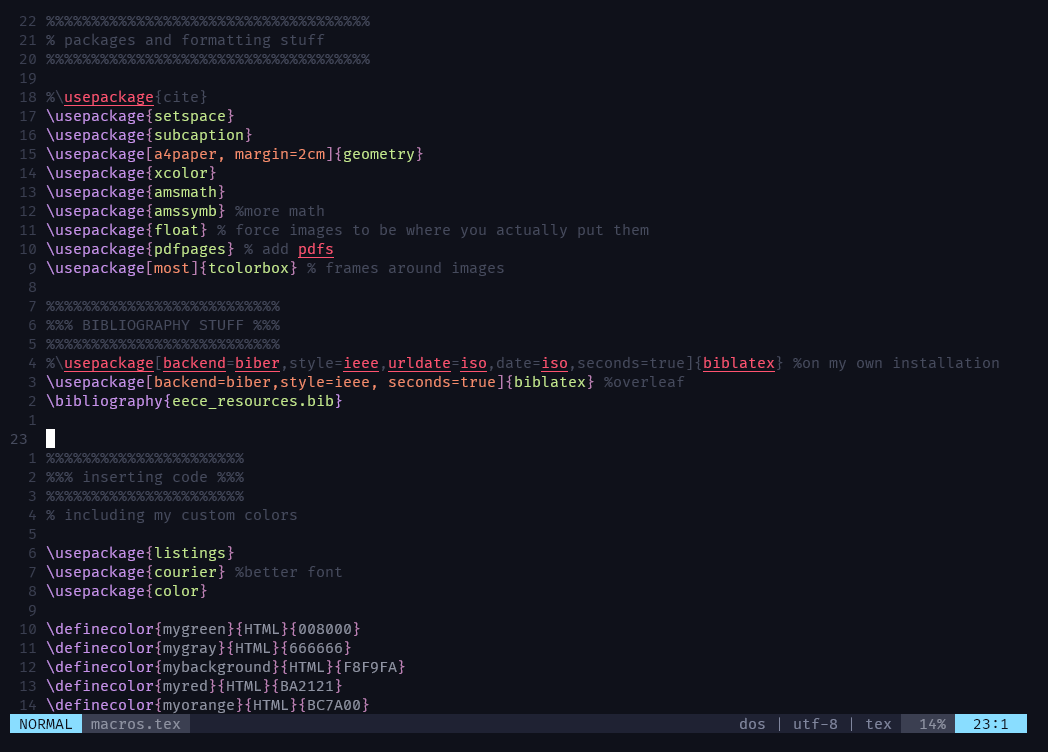 22 %%%%%%%%%%%%%%%%%%%%%%%%%%%%%%%%%%%%
21 % packages and formatting stuff
20 %%%%%%%%%%%%%%%%%%%%%%%%%%%%%%%%%%%%
19
18 %\usepackage{cite}
17 \usepackage{setspace}
16 \usepackage{subcaption}
15 \usepackage[a4paper, margin=2cm]{geometry}
14 \usepackage{xcolor}
13 \usepackage{amsmath}
12 \usepackage{amssymb} %more math
11 \usepackage{float} % force images to be where you actually put them
10 \usepackage{pdfpages} % add pdfs
9 \usepackage[most]{tcolorbox} % frames around images
8
7 %%%%%%%%%%%%%%%%%%%%%%%%%%
6 %%% BIBLIOGRAPHY STUFF %%%
5 %%%%%%%%%%%%%%%%%%%%%%%%%%
4 %\usepackage[backend=biber,style=ieee,urldate=iso,date=iso,seconds=true]{biblatex} %on my own installation
3 \usepackage[backend=biber,style=ieee, seconds=true]{biblatex} %overleaf
2 \bibliography{eece_resources.bib}
1
23
1 %%%%%%%%%%%%%%%%%%%%%%
2 %%% inserting code %%%
3 %%%%%%%%%%%%%%%%%%%%%%
4 % including my custom colors
5
6 \usepackage{listings}
7 \usepackage{courier} %better font
8 \usepackage{color}
9
10 \definecolor{mygreen}{HTML}{008000}
11 \definecolor{mygray}{HTML}{666666}
12 \definecolor{mybackground}{HTML}{F8F9FA}
13 \definecolor{myred}{HTML}{BA2121}
14 \definecolor{myorange}{HTML}{BC7A00}
NORMAL macros.tex dos | utf-8 | tex 14% 23:1